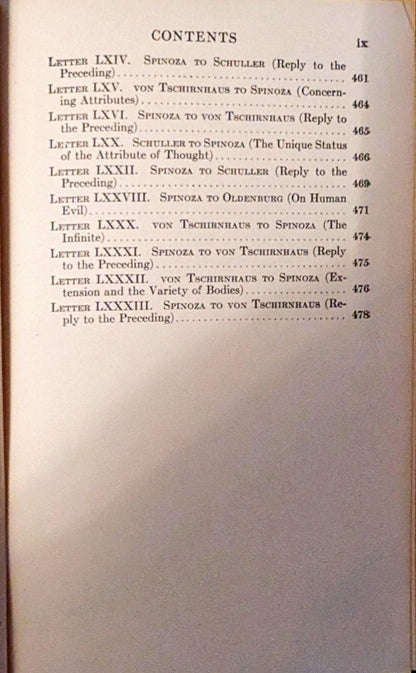 CONTENTS ix
LETTER LXIV. SPINOZA TO SCHULLER (Reply to the
Preceding) 461
LETTER LXV. VON TSCHIRNHAUS TO SPINOZA (Concern-
ing Attributes) 464
LETTER LXVI. SPINOZA TO VON TSCHIRNHAUS (Reply to
the Preceding) 465
LETTER LXX. SCHULLER TO SPINOZA (The Unique Status
of the Attribute of Thought) 466
LETTER LXXII. SPINOZA TO SCHULLER (Reply to the
Preceding) 469
LETTER LXXVIII. SPINOZA TO OLDENBURG (On Human
Evil) 471
LETTER LXXX. VON TSCHIRNHAUS TO SPINOZA (The
Infinite) 474
LETTER LXXXI. SPINOZA TO VON TSCHIRNHAUS (Reply
to the Preceding) 475
LETTER LXXXII. VON TSCHIRNHAUS TO SPINOZA (Ex-
tension and the Variety of Bodies) 476
LETTER LXXXIII. SPINOZA TO VON TSCHIRNHAUS (Re-
ply to the Preceding) 478